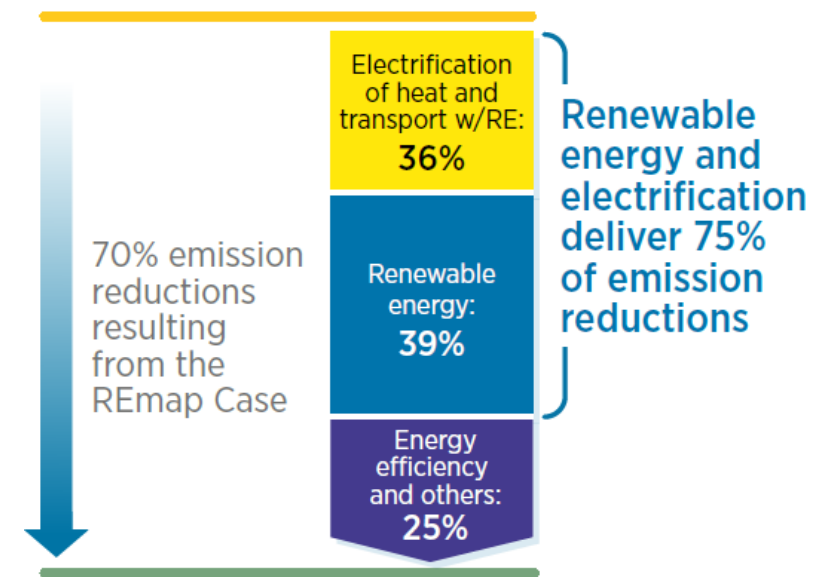 Electrification
of heat and
transport w/RE:
36%
Renewable
energy:
39%
Energy
efficiency
and others:
25%
70% emission
reductions
resulting
from the
REmap Case
Renewable
energy and
electrification
deliver 75%
of emission
reductions